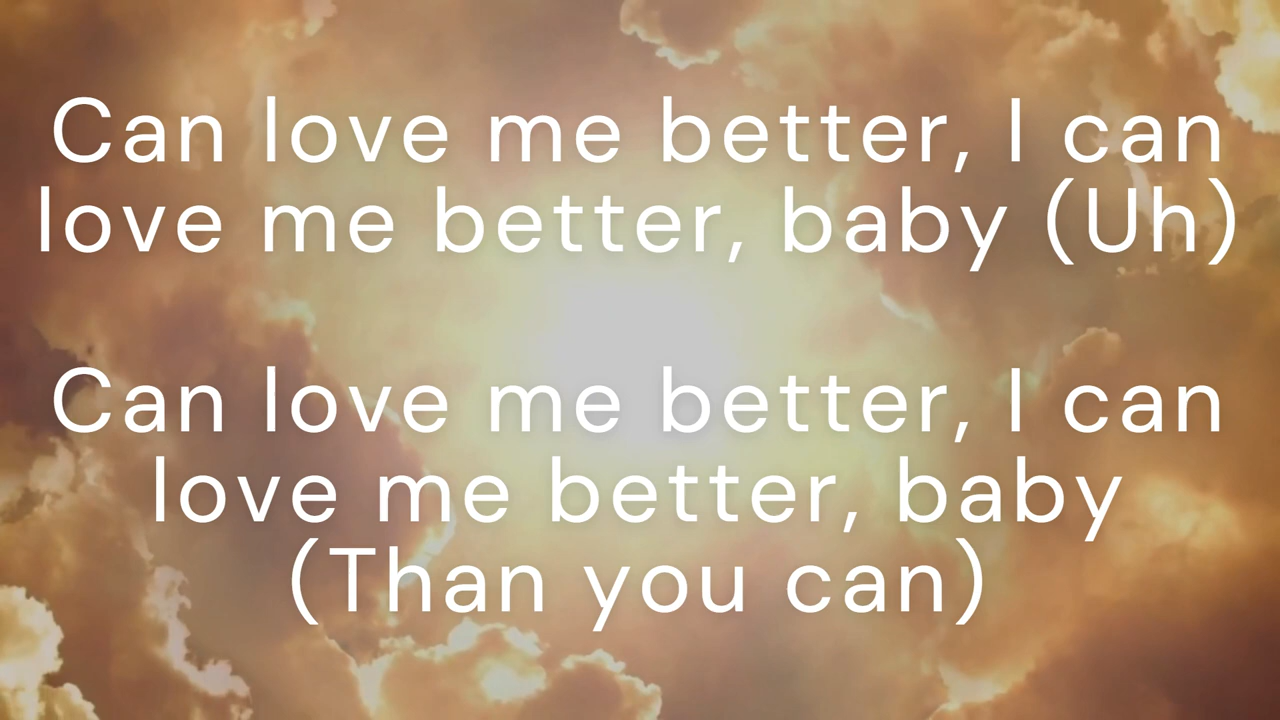 Can love me better, I can
love me better, baby (Uh)
Can love me better, I can
love me better, baby
(Than you can)